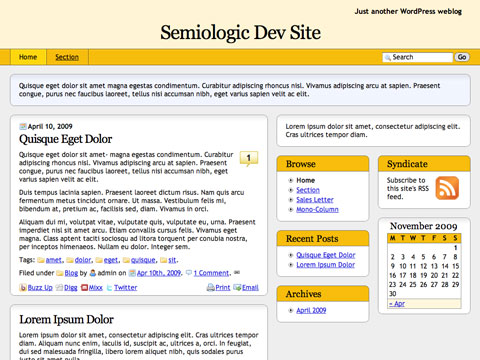 Just another WordPress weblog
Semiologic Dev Site
Home Section Search Go
Quisque eget dolor sit amet magna egestas condimentum. Curabitur adipiscing rhoncus nisl. Vivamus adipiscing arcu at sapien. Praesent
congue, purus nec faucibus laoreet, tellus nisi accumsan nibh, eget varius sapien velit ac elit.
April 10, 2009
Quisque Eget Dolor
1
Quisque eget dolor sit amet- magna egestas condimentum. Curabitur
adipiscing rhoncus nisl. Vivamus adipiscing arcu at sapien. Praesent
congue, purus nec faucibus laoreet, tellus nisi accumsan nibh, eget
varius sapien velit ac elit.
Duis tempus lacinia sapien. Praesent laoreet dictum risus. Nam quis arcu
fermentum metus tincidunt ornare. Ut massa. Vestibulum felis mi,
bibendum at, pretium ac, facilisis sed, diam. Vivamus in orci.
Aliquam dui mi, volutpat vitae, vulputate quis, vulputate eu, urna. Praesent
imperdiet nisi sit amet arcu. Etiam convallis cursus felis. Vivamus eget
magna. Class aptent taciti sociosqu ad litora torquent per conubia nostra,
per inceptos himenaeos. Nullam eu dolor. Integer sem.
Tags: amet, dolor, eget, quisque, sit.
Filed under Blog by admin on Apr 10th, 2009. 1 Comment.
Buzz Up Digg Mixx Twitter Print Email
Lorem Ipsum Dolor
Lorem ipsum dolor sit amet, consectetur adipiscing elit. Cras ultrices tempor
diam. Aliquam nunc enim, iaculis id, suscipit ac, ultrices a, orci. In feugiat,
dui sed malesuada fringilla, libero lorem aliquet nibh, quis sodales purus
Lorem ipsum dolor sit amet, consectetur adipiscing elit.
Cras ultrices tempor diam.
Browse
Home
Section
Sales Letter
Mono-Column
Recent Posts
Quisque Eget Dolor
Lorem Ipsum Dolor
Archives
April 2009
Syndicate
Subscribe to
this site's RSS
feed.
November 2009
M T W T F S S
1
2 3 4 5 6 7 8
9 10 11 12 13 14 15
16 17 18 19 20 21 22
23 24 25 26 27 28 29
30
« Apr